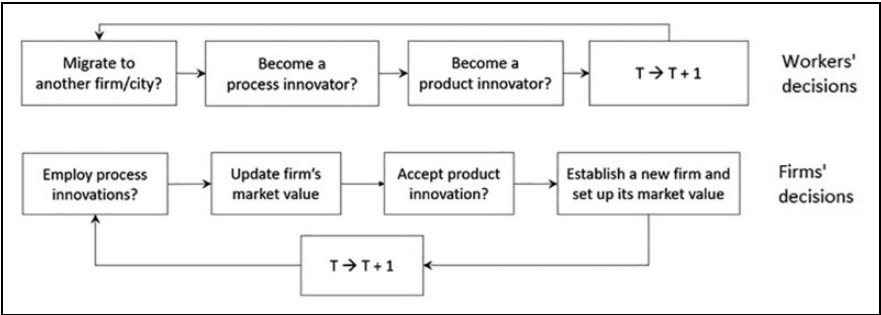 Migrate to
another firm/city?
Become a
process innovator?
Become a
product innovator?
T → T + 1
Workers'
decisions
Employ process
innovations?
Update firm's
market value
Accept product
innovation?
Establish a new firm and
set up its market value
Firms'
decisions
T → T + 1